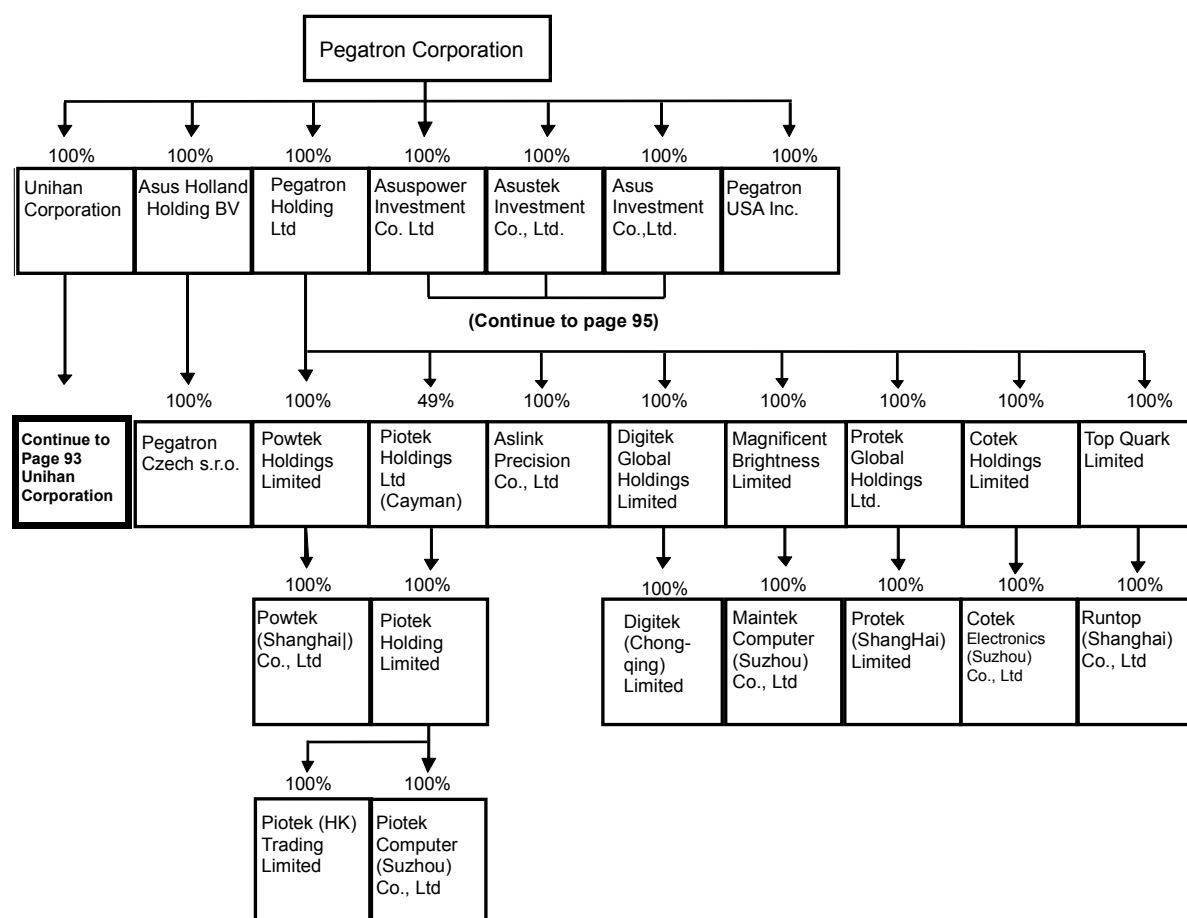 Pegatron Corporation
100% 100% 100% 100% 100% 100% 100%
Unihan
Corporation
Asus Holland
Holding BV
Pegatron
Holding
Ltd
Asuspower
Investment
Co. Ltd
Asustek
Investment
Co., Ltd.
Asus
Investment
Co.,Ltd.
Pegatron
USA Inc.
(Continue to page 95)
100% 100% 49% 100% 100% 100% 100% 100% 100%
Continue to
Page 93
Unihan
Corporation
Pegatron
Czech s.r.o.
Powtek
Holdings
Limited
Piotek
Holdings
Ltd
(Cayman)
Aslink
Precision
Co., Ltd
Digitek
Global
Holdings
Limited
Magnificent
Brightness
Limited
Protek
Global
Holdings
Ltd.
Cotek
Holdings
Limited
Top Quark
Limited
100% 100% 100% 100% 100% 100% 100%
Powtek
(Shanghai|)
Co., Ltd
Piotek
Holding
Limited
Digitek
(Chong-
qing)
Limited
Maintek
Computer
(Suzhou)
Co., Ltd
Protek
(ShangHai)
Limited
Cotek
Electronics
(Suzhou)
Co., Ltd
Runtop
(Shanghai)
Co., Ltd
100% 100%
Piotek (HK)
Trading
Limited
Piotek
Computer
(Suzhou)
Co., Ltd